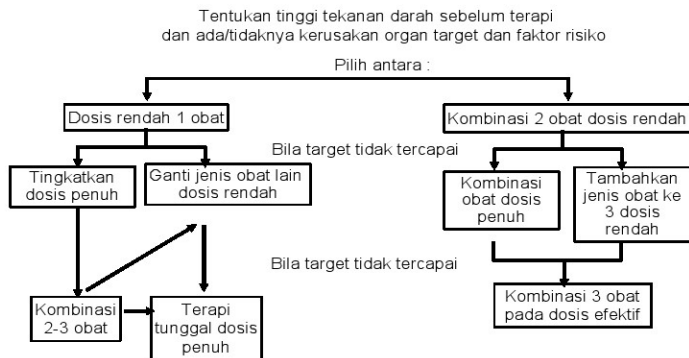 Tentukan tinggi tekanan darah sebelum terapi
dan ada/tidaknya kerusakan organ target dan faktor risiko
Pilih antara :
Dosis rendah 1 obat
Kombinasi 2 obat dosis rendah
Bila target tidak tercapai
Tingkatkan
dosis penuh
Ganti jenis obat lain
dosis rendah
Kombinasi
obat dosis
penuh
Tambahkan
jenis obat ke
3 dosis
rendah
Bila target tidak tercapai
Kombinasi
2-3 obat
Terapi
tunggal dosis
penuh
Kombinasi 3 obat
pada dosis efektif